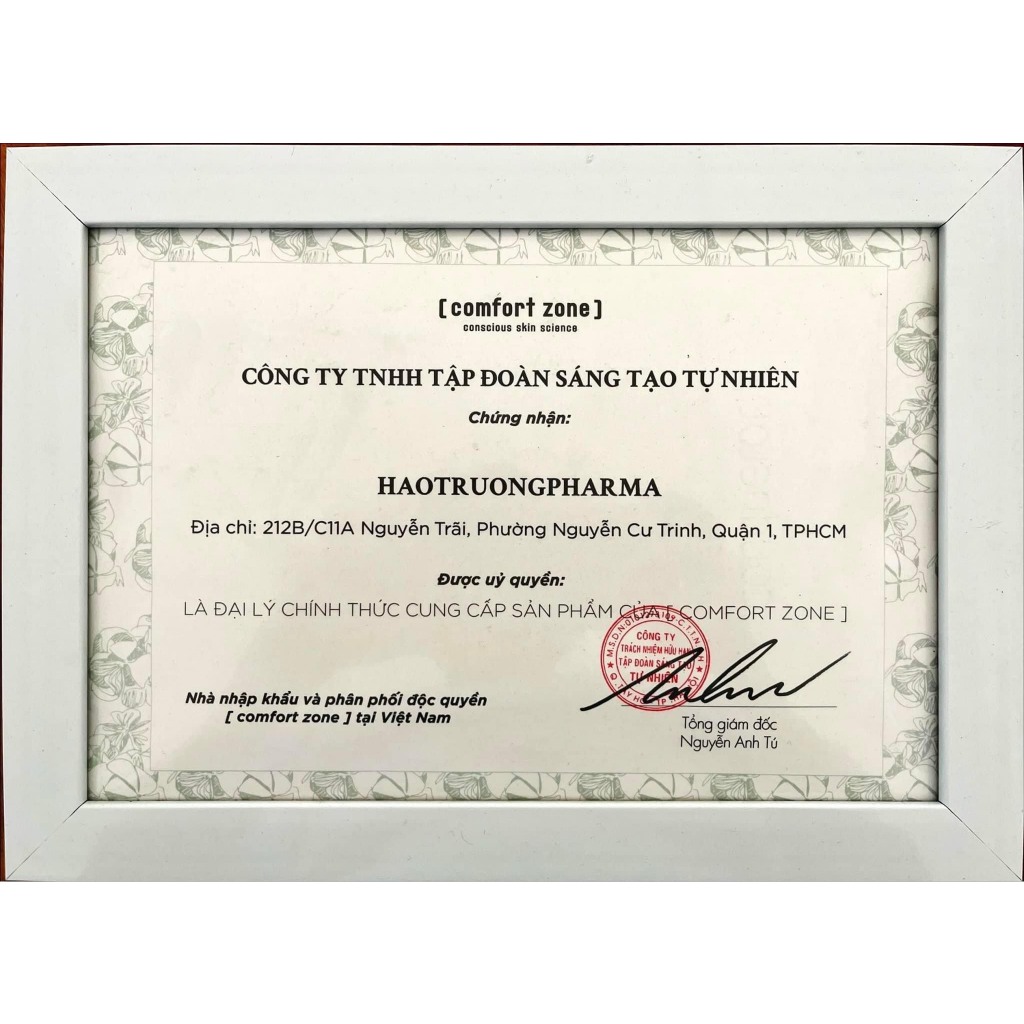 [comfort zone]
conscious skin science
CÔNG TY TNHH TẬP ĐOÀN SÁNG TẠO TỰ NHIÊN
Chứng nhận:
HAOTRUONGPHARMA
Địa chỉ: 212B/C11A Nguyễn Trãi, Phường Nguyễn Cư Trinh, Quận 1, TPHCM
Được uỷ quyền:
LÀ ĐẠI LÝ CHÍNH THỨC CUNG CẤP SẢN PHẨM CỦA [ COMFORT ZONE ]
CÔNG TY
TRÁCH NHIỆM HỮU HẠN
TẬP ĐOÀN SÁNG TẠO
TỰ NHIÊN
Nhà nhập khẩu và phân phối độc quyền
[ comfort zone ] tại Việt Nam
Tổng giám đốc
Nguyễn Anh Tú